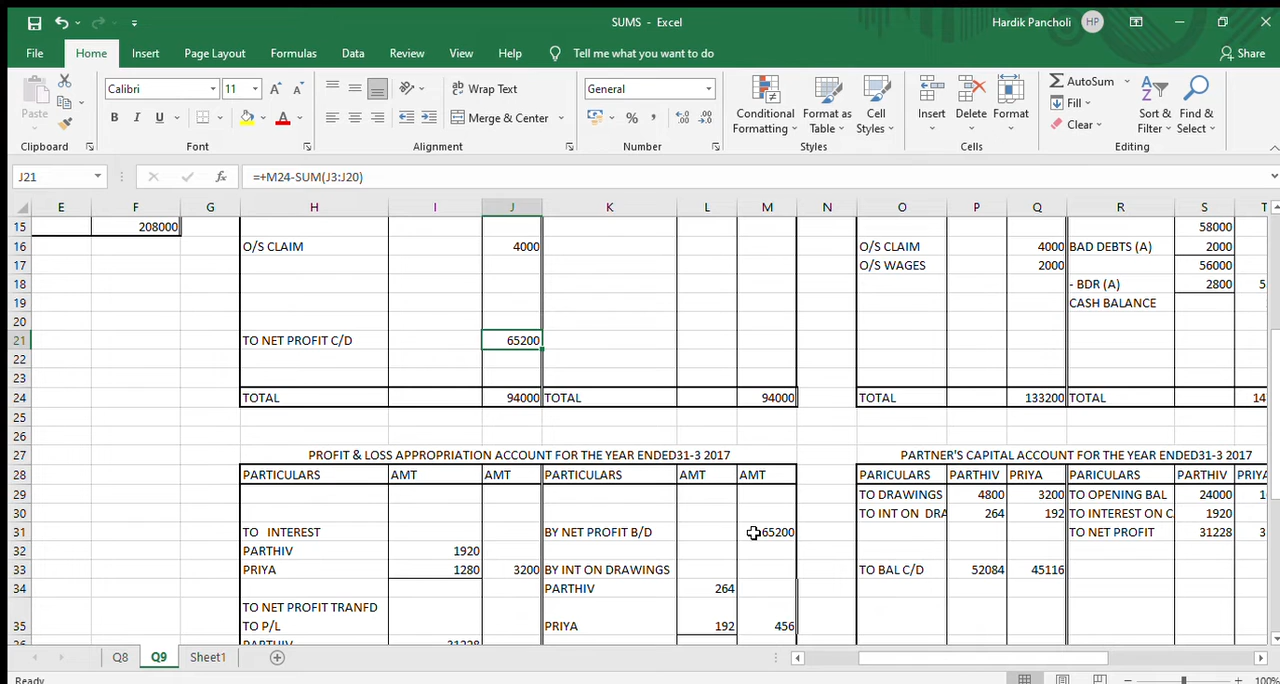 SUMS - Excel
Hardik Pancholi HP
File Home Insert Page Layout Formulas Data Review View Help Tell me what you want to do Share
Paste
Calibri 11 A A
B I U A
Wrap Text
Merge & Center
General
% ,
Conditional Formatting
Format as Table
Cell Styles
Insert Delete Format
AutoSum
Fill
Clear
Sort & Filter
Find & Select
Clipboard Font Alignment Number Styles Cells Editing
J21 fx =+M24-SUM(J3:J20)
E F G H I J K L M N O P Q R S T
15 208000 58000
16 O/S CLAIM 4000 O/S CLAIM 4000 BAD DEBTS (A) 2000
17 O/S WAGES 2000 56000
18 - BDR (A) 2800 5
19 CASH BALANCE
20
21 TO NET PROFIT C/D 65200
22
23
24 TOTAL 94000 TOTAL 94000 TOTAL 133200 TOTAL 14
25
26
27 PROFIT & LOSS APPROPRIATION ACCOUNT FOR THE YEAR ENDED31-3 2017 PARTNER'S CAPITAL ACCOUNT FOR THE YEAR ENDED31-3 2017
28 PARTICULARS AMT AMT PARTICULARS AMT AMT PARICULARS PARTHIV PRIYA PARICULARS PARTHIV PRIYA
29 TO DRAWINGS 4800 3200 TO OPENING BAL 24000 1
30 TO INT ON DRA 264 192 TO INTEREST ON C 1920
31 TO INTEREST BY NET PROFIT B/D 65200 TO NET PROFIT 31228 3
32 PARTHIV 1920
33 PRIYA 1280 3200 BY INT ON DRAWINGS TO BAL C/D 52084 45116
34 PARTHIV 264
TO NET PROFIT TRANFD
35 TO P/L PRIYA 192 456
PARTHIV 31228
Q8 Q9 Sheet1
Ready 100%